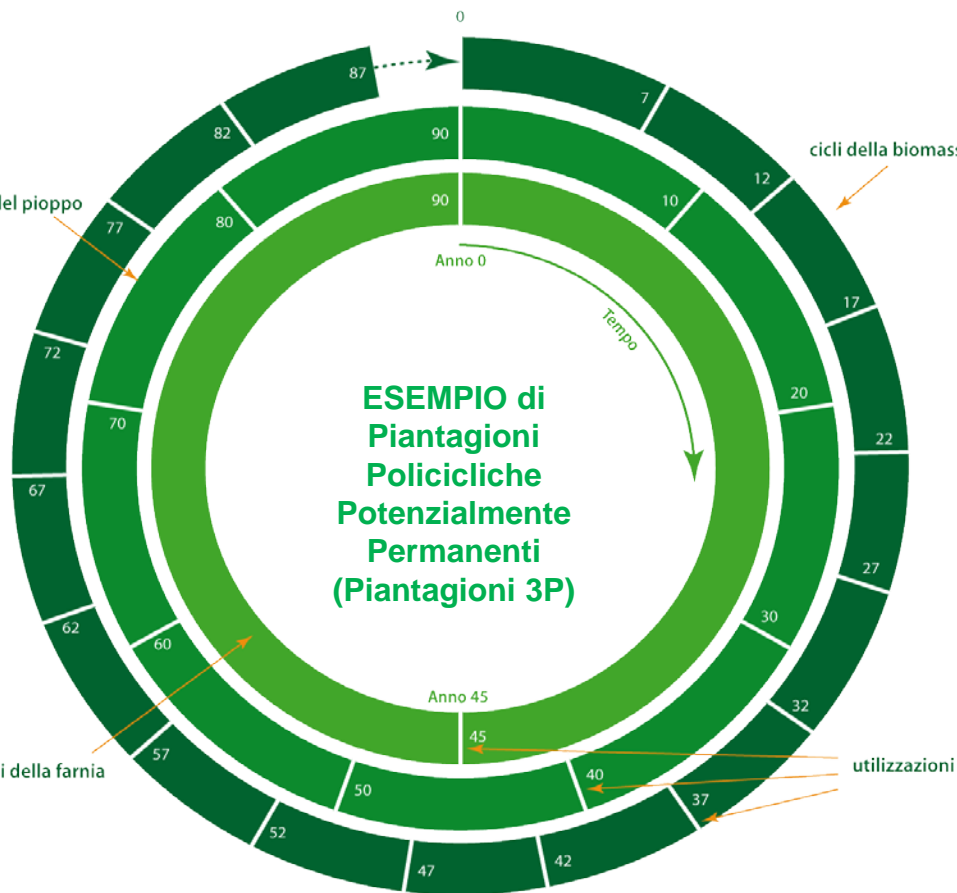 0
87
7
82
90
cicli della biomass
12
10
del pioppo
77
80
90
Anno 0
17
Tempo
72
20
70
22
ESEMPIO di
Piantagioni
Policicliche
Potenzialmente
Permanenti
(Piantagioni 3P)
67
27
62
60
30
32
Anno 45
57
i della farnia
45
utilizzazioni
50
40
37
52
47
42